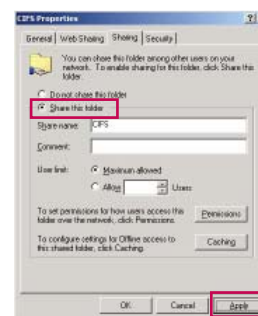 CIFS Properties
?
General Web Sharing Sharing Security
You can share this folder among other users on your
network. To enable sharing for this folder, click Share this
folder.
Do not share this folder
Share this folder
Share name: CIFS
Comment:
User limit: Maximum allowed
Allow Users
To set permissions for how users access this
folder over the network, click Permissions.
Permissions
To configure settings for Offline access to
this shared folder, click Caching.
Caching
OK Cancel Apply